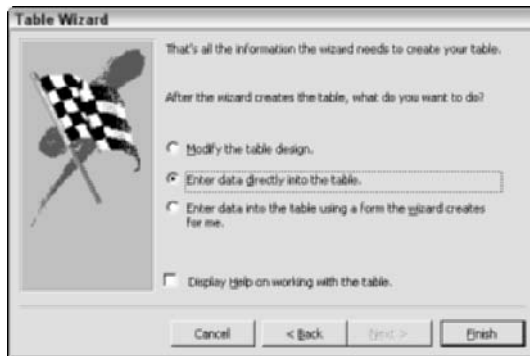 Table Wizard
That's all the information the wizard needs to create your table.
After the wizard creates the table, what do you want to do?
Modify the table design.
Enter data directly into the table.
Enter data into the table using a form the wizard creates
for me.
Display Help on working with the table.
Cancel
< Back
Next >
Finish